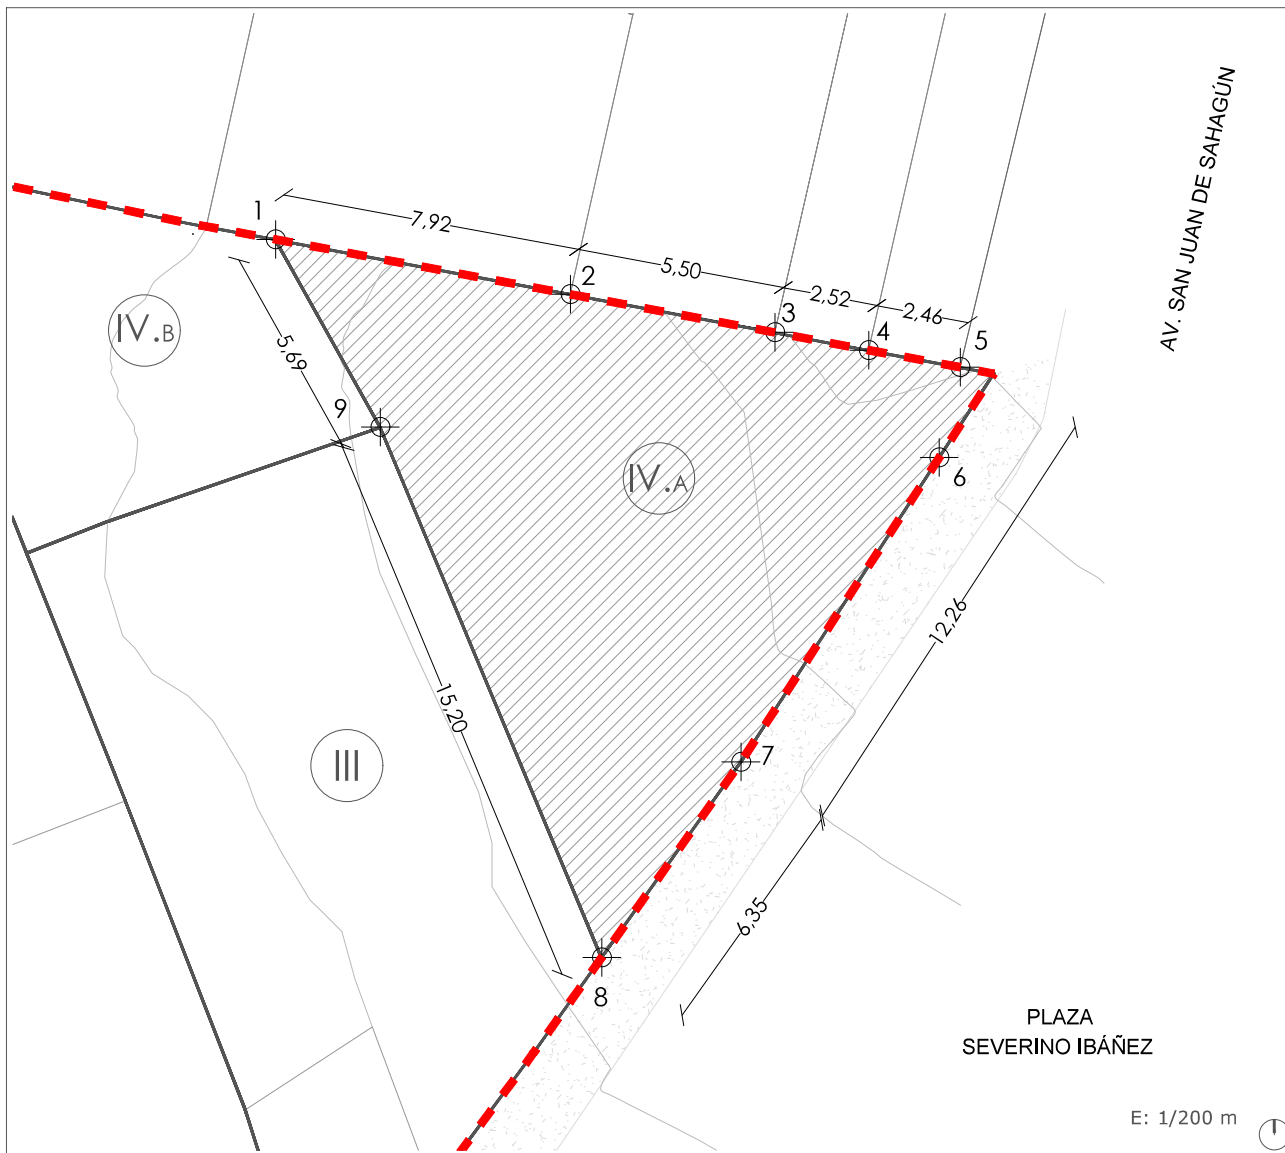 AV. SAN JUAN DE SAHAGÚN
1
7,92
2
5,50
3
2,52
4
2,46
5
IV.B
5,69
9
IV.A
6
12,26
15,20
7
III
6,35
8
PLAZA
SEVERINO IBÁÑEZ
E: 1/200 m